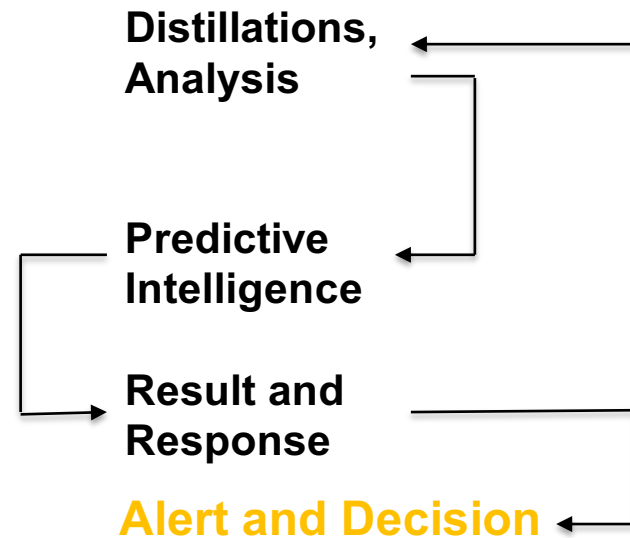 Distillations,
Analysis
Predictive
Intelligence
Result and
Response
Alert and Decision